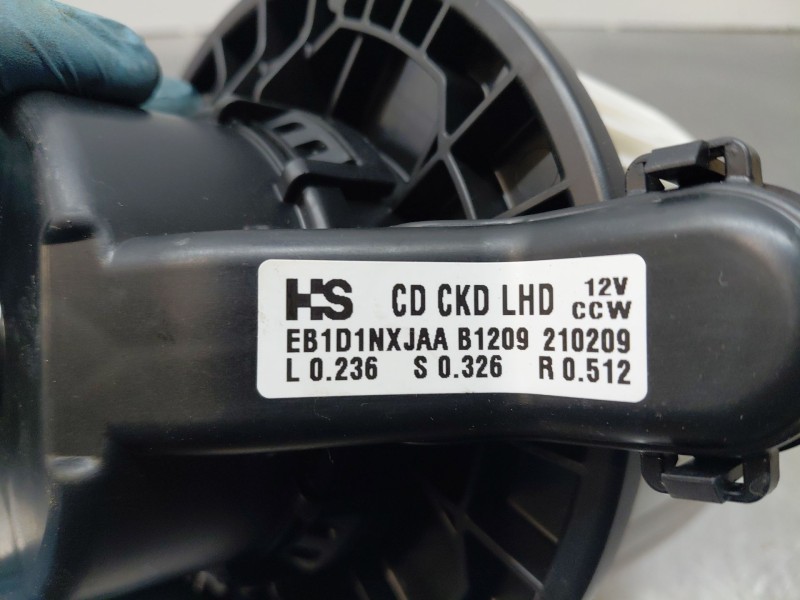 HS CD CKD LHD 12V CCW
EB1D1NXJAA B1209 210209
L 0.236 S 0.326 R 0.512